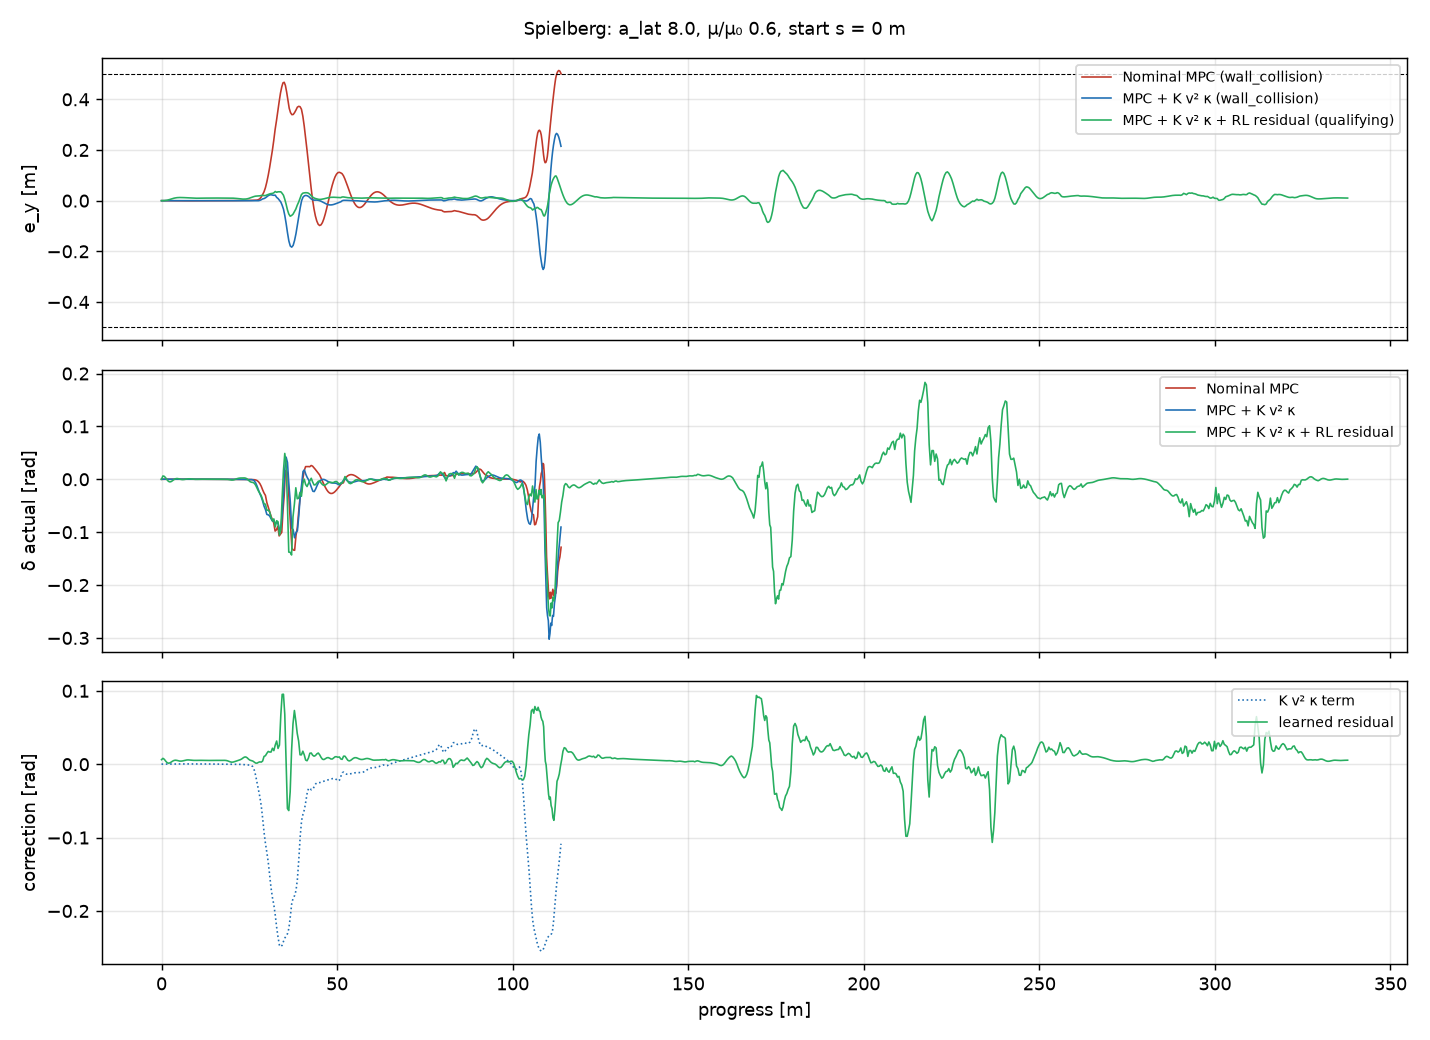 Spielberg: a_lat 8.0, μ/μ₀ 0.6, start s = 0 m
e_y [m]
0.4
0.2
0.0
−0.2
−0.4
Nominal MPC (wall_collision)
MPC + K v² κ (wall_collision)
MPC + K v² κ + RL residual (qualifying)
δ actual [rad]
0.2
0.1
0.0
−0.1
−0.2
−0.3
Nominal MPC
MPC + K v² κ
MPC + K v² κ + RL residual
correction [rad]
0.1
0.0
−0.1
−0.2
K v² κ term
learned residual
0 50 100 150 200 250 300 350
progress [m]